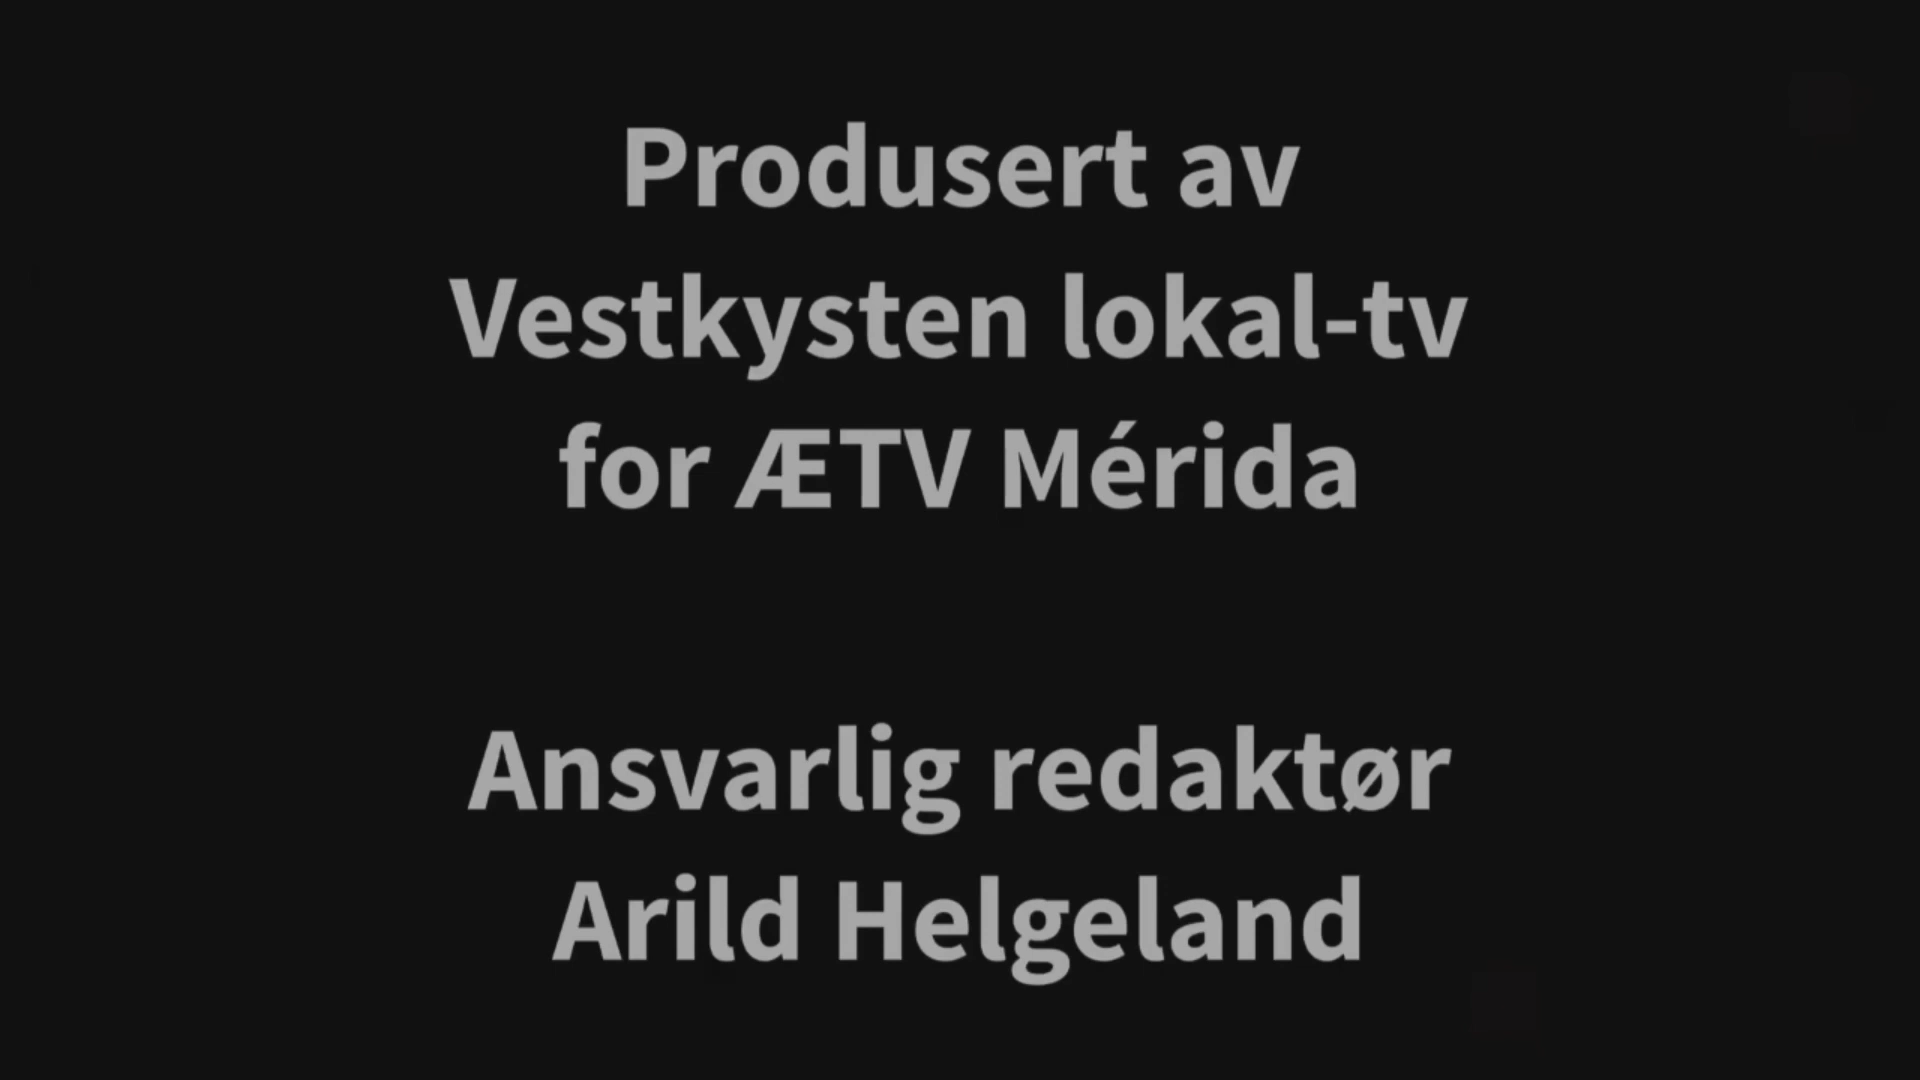 Produsert av
Vestkysten lokal-tv
for ÆTV Mérida
Ansvarlig redaktør
Arild Helgeland